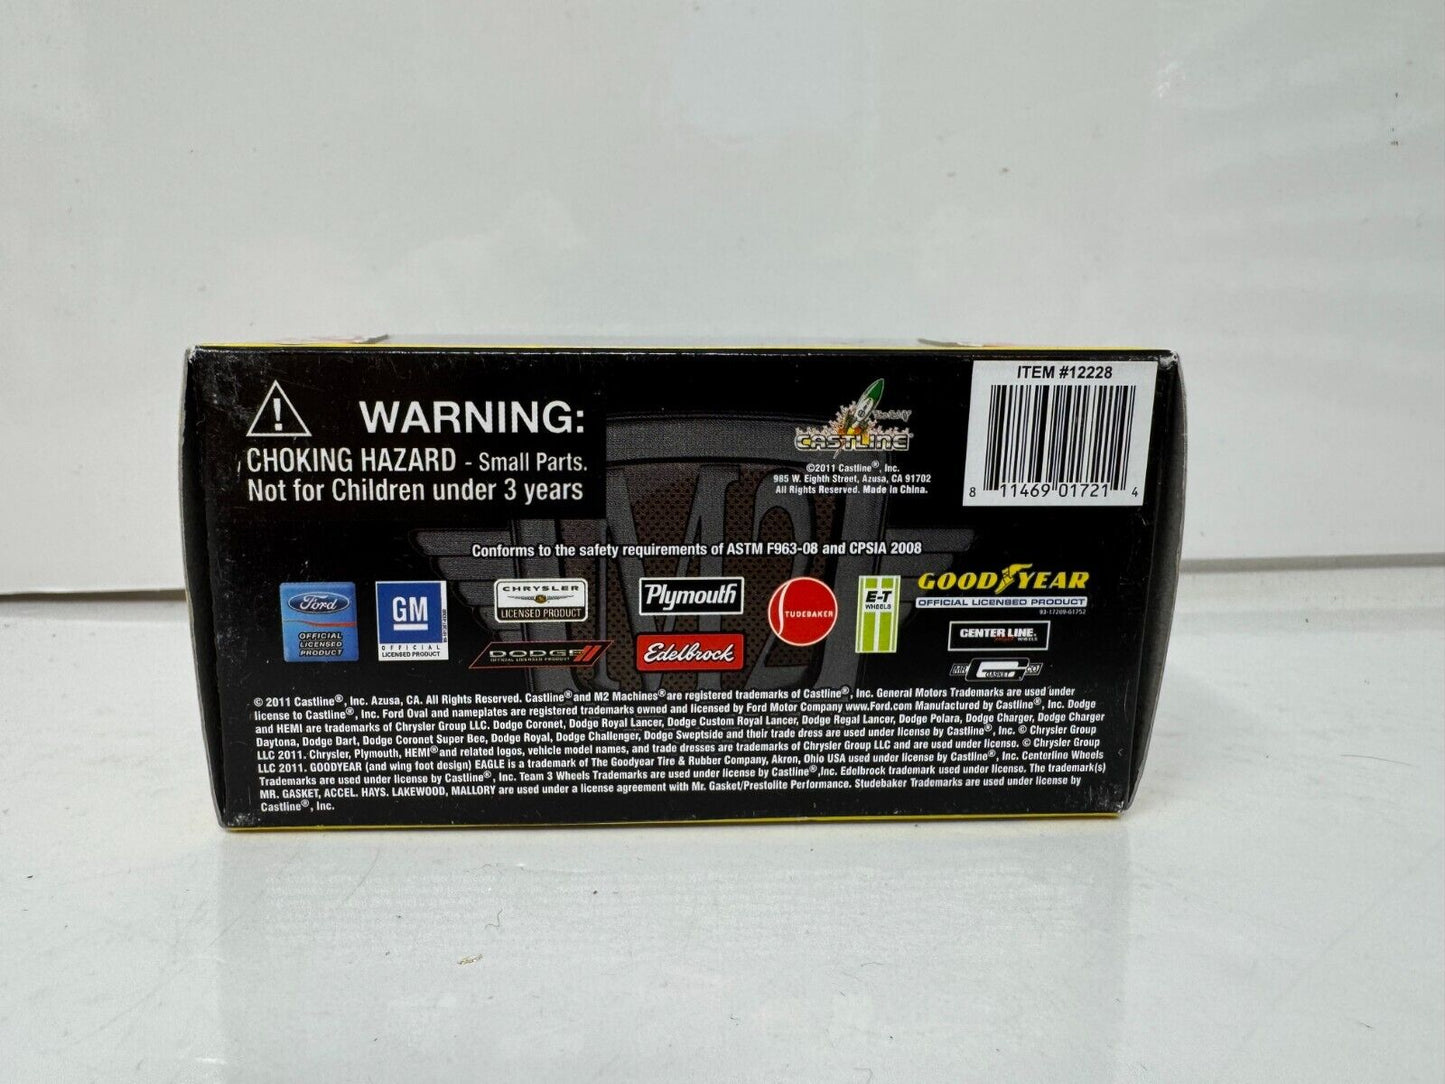 WARNING:
CHOKING HAZARD - Small Parts.
Not for Children under 3 years
CASTLINE®
©2011 Castline®, Inc.
985 W. Eighth Street, Azusa, CA 91702
All Rights Reserved. Made in China.
ITEM #12228
8 11469 01721 4
M2
Conforms to the safety requirements of ASTM F963-08 and CPSIA 2008
Ford
OFFICIAL
LICENSED
PRODUCT
GM
OFFICIAL
LICENSED PRODUCT
CHRYSLER
LICENSED PRODUCT
DODGE
OFFICIAL LICENSED PRODUCT
Plymouth
Edelbrock
STUDEBAKER
E-T
WHEELS
GOODYEAR
OFFICIAL LICENSED PRODUCT
93-17209-G1752
CENTER LINE
WHEELS
MR. GASKET CO
© 2011 Castline®, Inc. Azusa, CA. All Rights Reserved. Castline® and M2 Machines® are registered trademarks of Castline®, Inc. General Motors Trademarks are used under
license to Castline®, Inc. Ford Oval and nameplates are registered trademarks owned and licensed by Ford Motor Company www.Ford.com Manufactured by Castline®, Inc. Dodge
and HEMI are trademarks of Chrysler Group LLC. Dodge Coronet, Dodge Royal Lancer, Dodge Custom Royal Lancer, Dodge Regal Lancer, Dodge Polara, Dodge Charger, Dodge Charger
Daytona, Dodge Dart, Dodge Coronet Super Bee, Dodge Royal, Dodge Challenger, Dodge Sweptside and their trade dress are used under license by Castline®, Inc. © Chrysler Group
LLC 2011. Chrysler, Plymouth, HEMI® and related logos, vehicle model names, and trade dresses are trademarks of Chrysler Group LLC and are used under license. © Chrysler Group
LLC 2011. GOODYEAR (and wing foot design) EAGLE is a trademark of The Goodyear Tire & Rubber Company, Akron, Ohio USA used under license by Castline®, Inc. Centerline Wheels
Trademarks are used under license by Castline®, Inc. Team 3 Wheels Trademarks are used under license by Castline®,Inc. Edelbrock trademark used under license. The trademark(s)
MR. GASKET, ACCEL. HAYS. LAKEWOOD, MALLORY are used under a license agreement with Mr. Gasket/Prestolite Performance. Studebaker Trademarks are used under license by
Castline®, Inc.